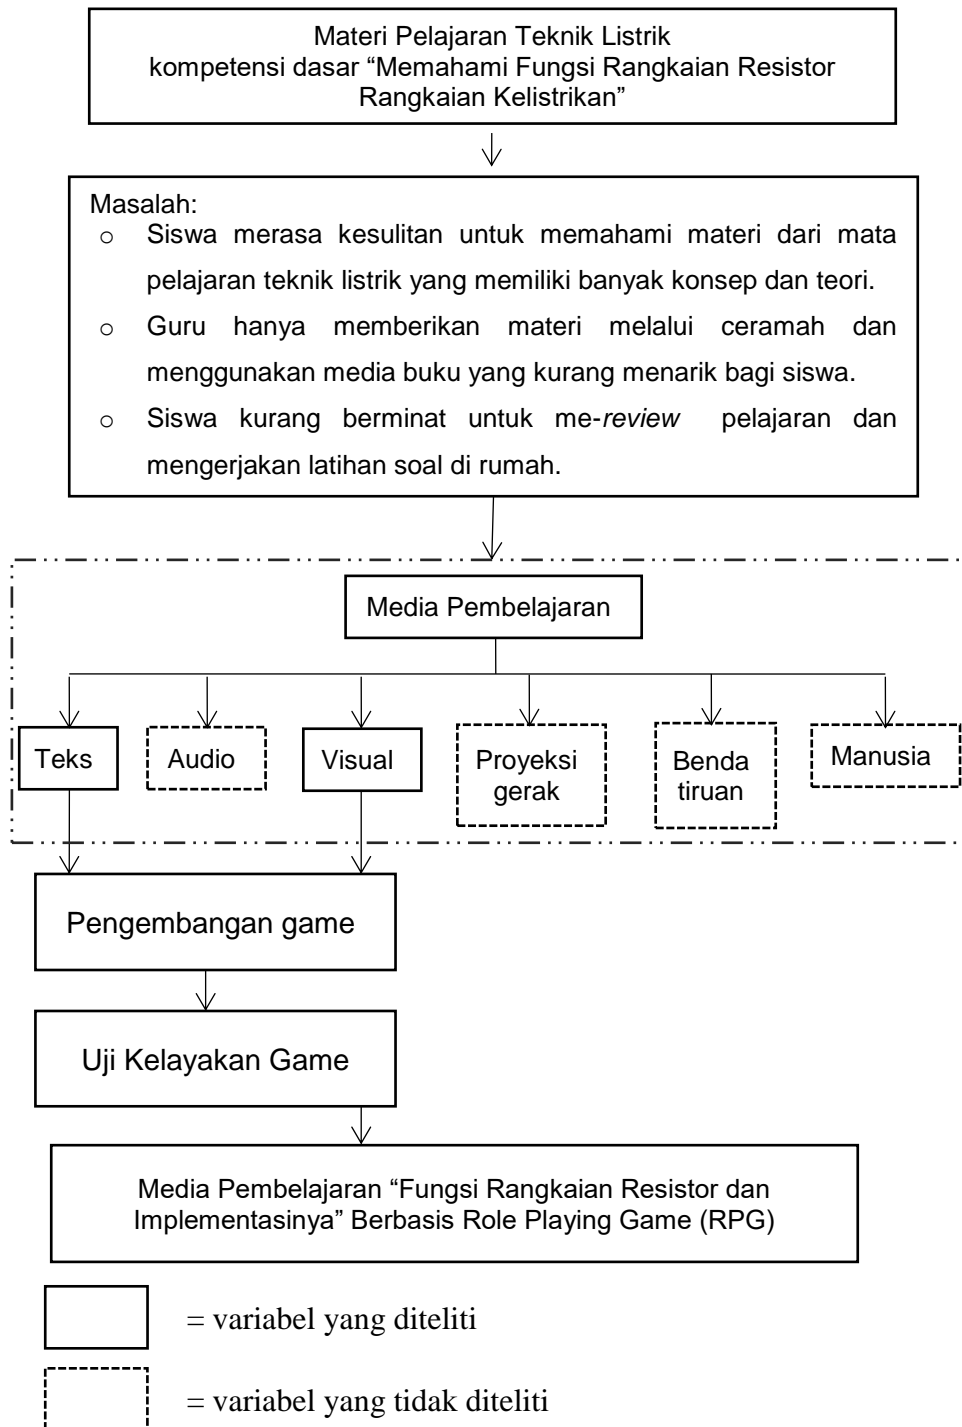 Materi Pelajaran Teknik Listrik
kompetensi dasar “Memahami Fungsi Rangkaian Resistor
Rangkaian Kelistrikan”
Masalah:
o Siswa merasa kesulitan untuk memahami materi dari mata
pelajaran teknik listrik yang memiliki banyak konsep dan teori.
o Guru hanya memberikan materi melalui ceramah dan
menggunakan media buku yang kurang menarik bagi siswa.
o Siswa kurang berminat untuk me-review pelajaran dan
mengerjakan latihan soal di rumah.
Media Pembelajaran
Teks
Audio
Visual
Proyeksi
gerak
Benda
tiruan
Manusia
Pengembangan game
Uji Kelayakan Game
Media Pembelajaran “Fungsi Rangkaian Resistor dan
Implementasinya” Berbasis Role Playing Game (RPG)
= variabel yang diteliti
= variabel yang tidak diteliti